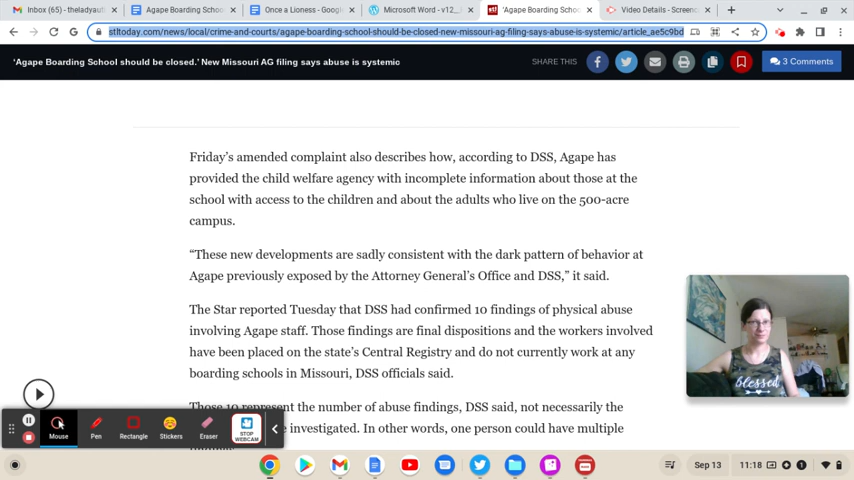 Inbox (65) - theladyaut
Agape Boarding Schoo
Once a Lioness - Googl
Microsoft Word - v12_
'Agape Boarding Schoo
Video Details - Screenc
stltoday.com/news/local/crime-and-courts/agape-boarding-school-should-be-closed-new-missouri-ag-filing-says-abuse-is-systemic/article_ae5c9bd
'Agape Boarding School should be closed.' New Missouri AG filing says abuse is systemic
SHARE THIS
3 Comments
Friday's amended complaint also describes how, according to DSS, Agape has
provided the child welfare agency with incomplete information about those at the
school with access to the children and about the adults who live on the 500-acre
campus.
“These new developments are sadly consistent with the dark pattern of behavior at
Agape previously exposed by the Attorney General's Office and DSS,” it said.
The Star reported Tuesday that DSS had confirmed 10 findings of physical abuse
involving Agape staff. Those findings are final dispositions and the workers involved
have been placed on the state's Central Registry and do not currently work at any
boarding schools in Missouri, DSS officials said.
Those 10 represent the number of abuse findings, DSS said, not necessarily the
investigated. In other words, one person could have multiple
Blessed
Mouse
Pen
Rectangle
Stickers
Eraser
STOP
WEBCAM
Sep 13
11:18